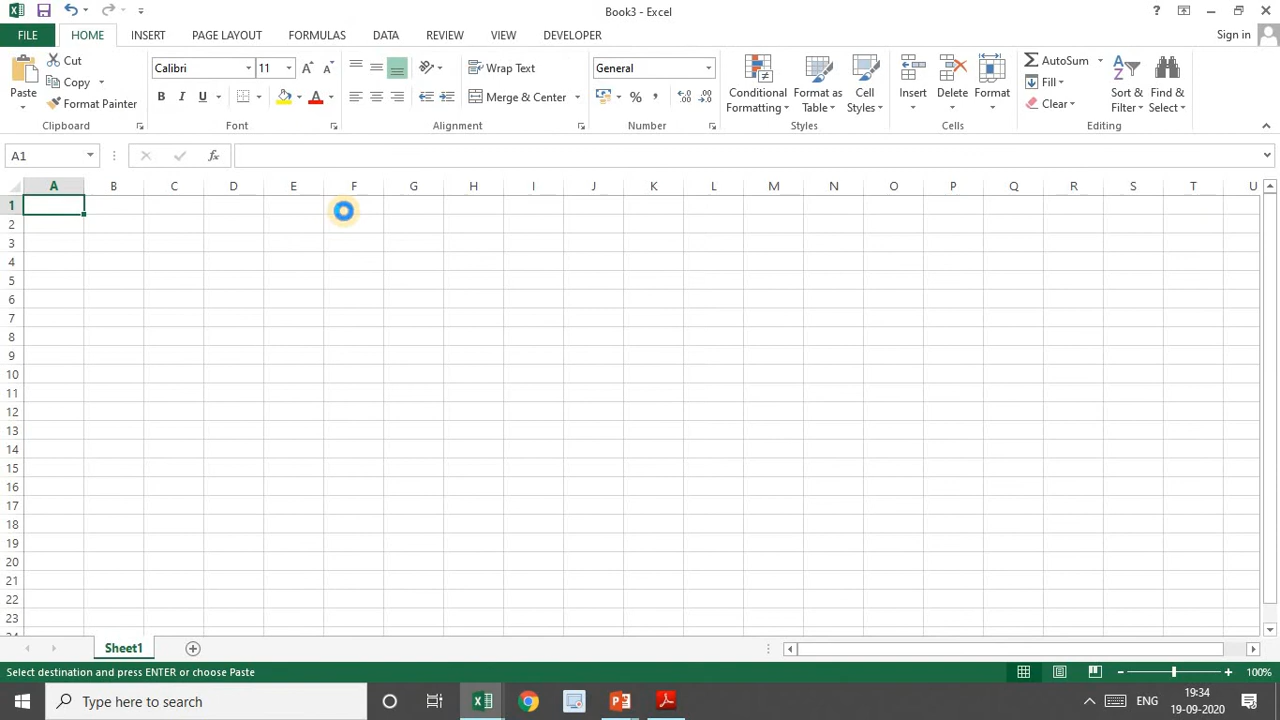 Book3 - Excel
?
FILE HOME INSERT PAGE LAYOUT FORMULAS DATA REVIEW VIEW DEVELOPER Sign in
Paste
Cut
Copy
Format Painter
Clipboard
Calibri 11
B I U A
Font
Wrap Text
Merge & Center
Alignment
General
%
Number
Conditional Formatting
Format as Table
Cell Styles
Styles
Insert Delete Format
Cells
AutoSum
Fill
Clear
Sort & Filter
Find & Select
Editing
A1 fx
A B C D E F G H I J K L M N O P Q R S T U
1
2
3
4
5
6
7
8
9
10
11
12
13
14
15
16
17
18
19
20
21
22
23
24
Sheet1
Select destination and press ENTER or choose Paste 100%
Type here to search
ENG
19:34
19-09-2020